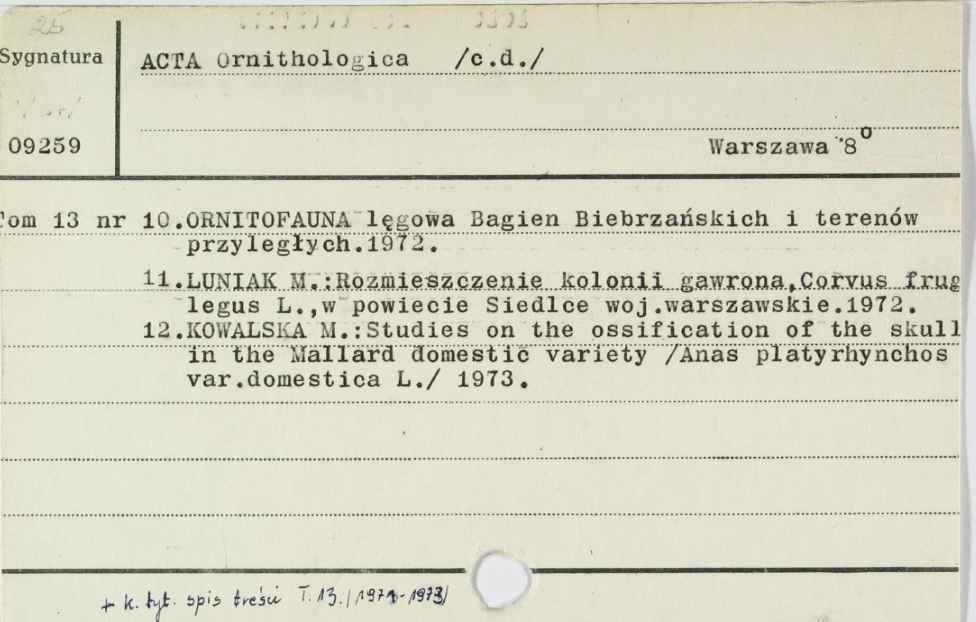 25
Sygnatura
ACTA Ornithologica /c.d./
09259
Warszawa 8°
Tom 13 nr 10.ORNITOFAUNA lęgowa Bagien Biebrzańskich i terenów
przyległych.1972.
11.LUNIAK M.:Rozmieszczenie kolonii gawrona,Corvus frug
legus L.,w powiecie Siedlce woj.warszawskie.1972.
12.KOWALSKA M.:Studies on the ossification of the skull
in the Mallard domestic variety /Anas platyrhynchos
var.domestica L./ 1973.
+ k. tyt. spis treści T.13./1971-1973/